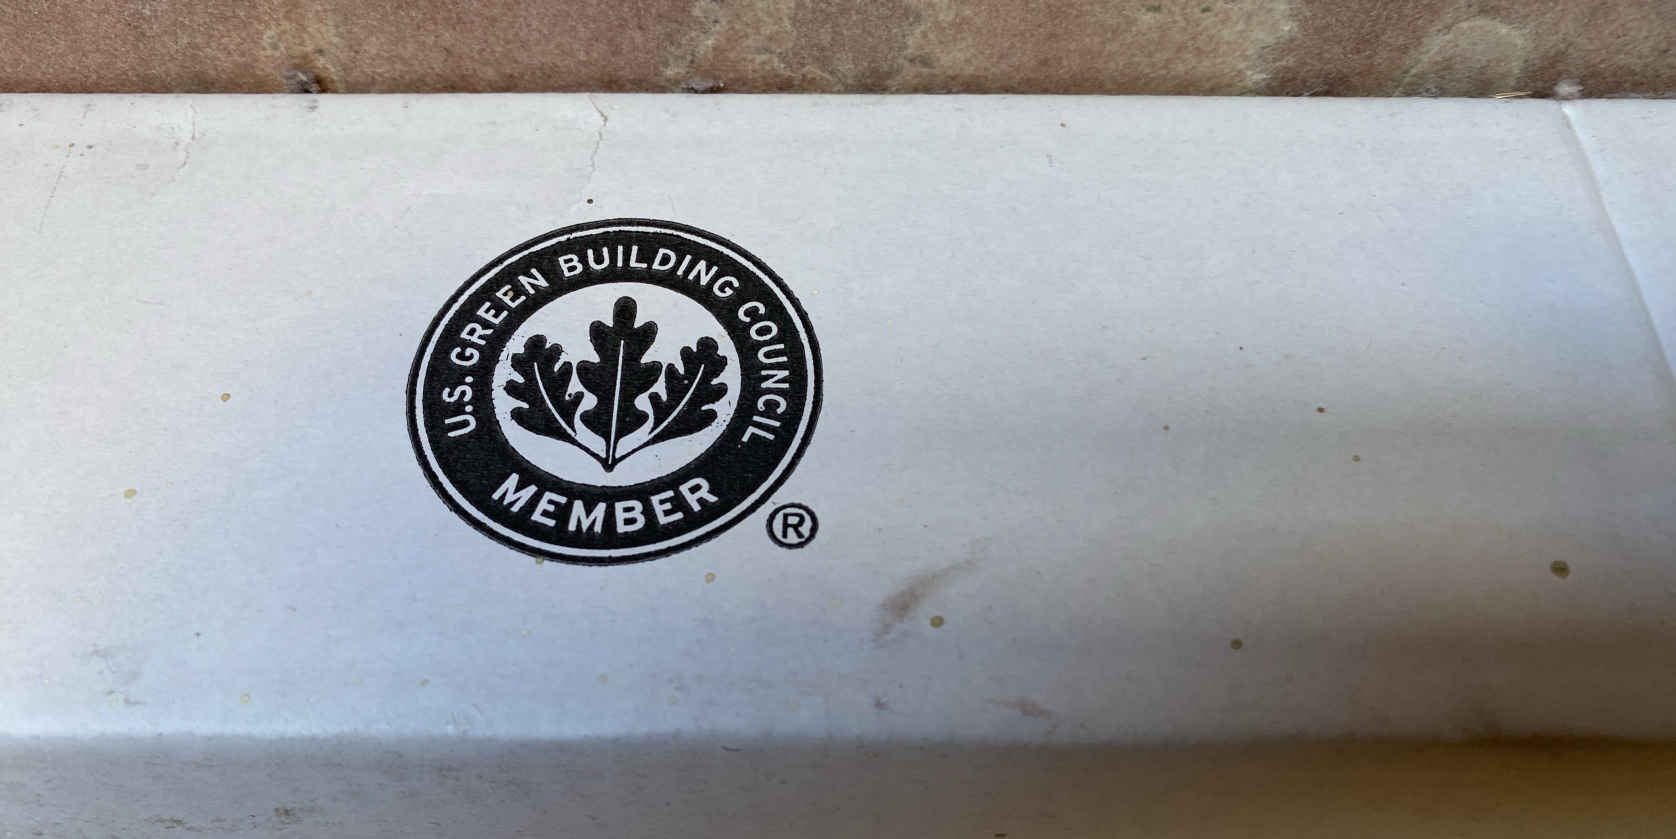 U.S. GREEN BUILDING COUNCIL
MEMBER
®